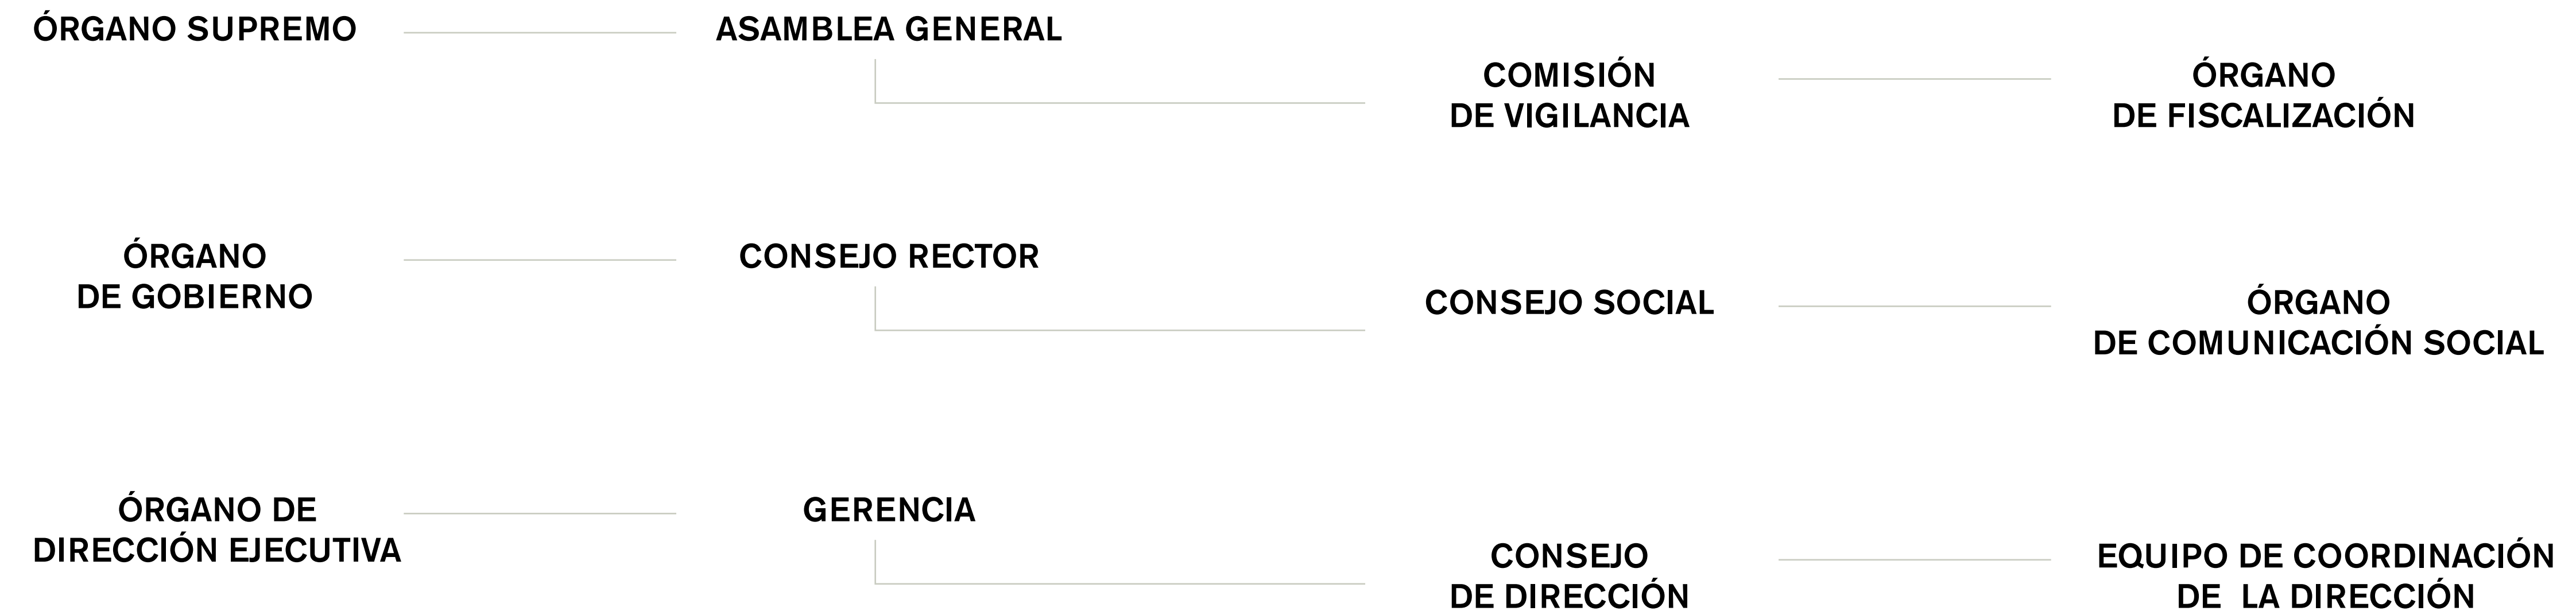 ÓRGANO SUPREMO
ASAMBLEA GENERAL
COMISIÓN
DE VIGILANCIA
ÓRGANO
DE FISCALIZACIÓN
ÓRGANO
DE GOBIERNO
CONSEJO RECTOR
CONSEJO SOCIAL
ÓRGANO
DE COMUNICACIÓN SOCIAL
ÓRGANO DE
DIRECCIÓN EJECUTIVA
GERENCIA
CONSEJO
DE DIRECCIÓN
EQUIPO DE COORDINACIÓN
DE LA DIRECCIÓN